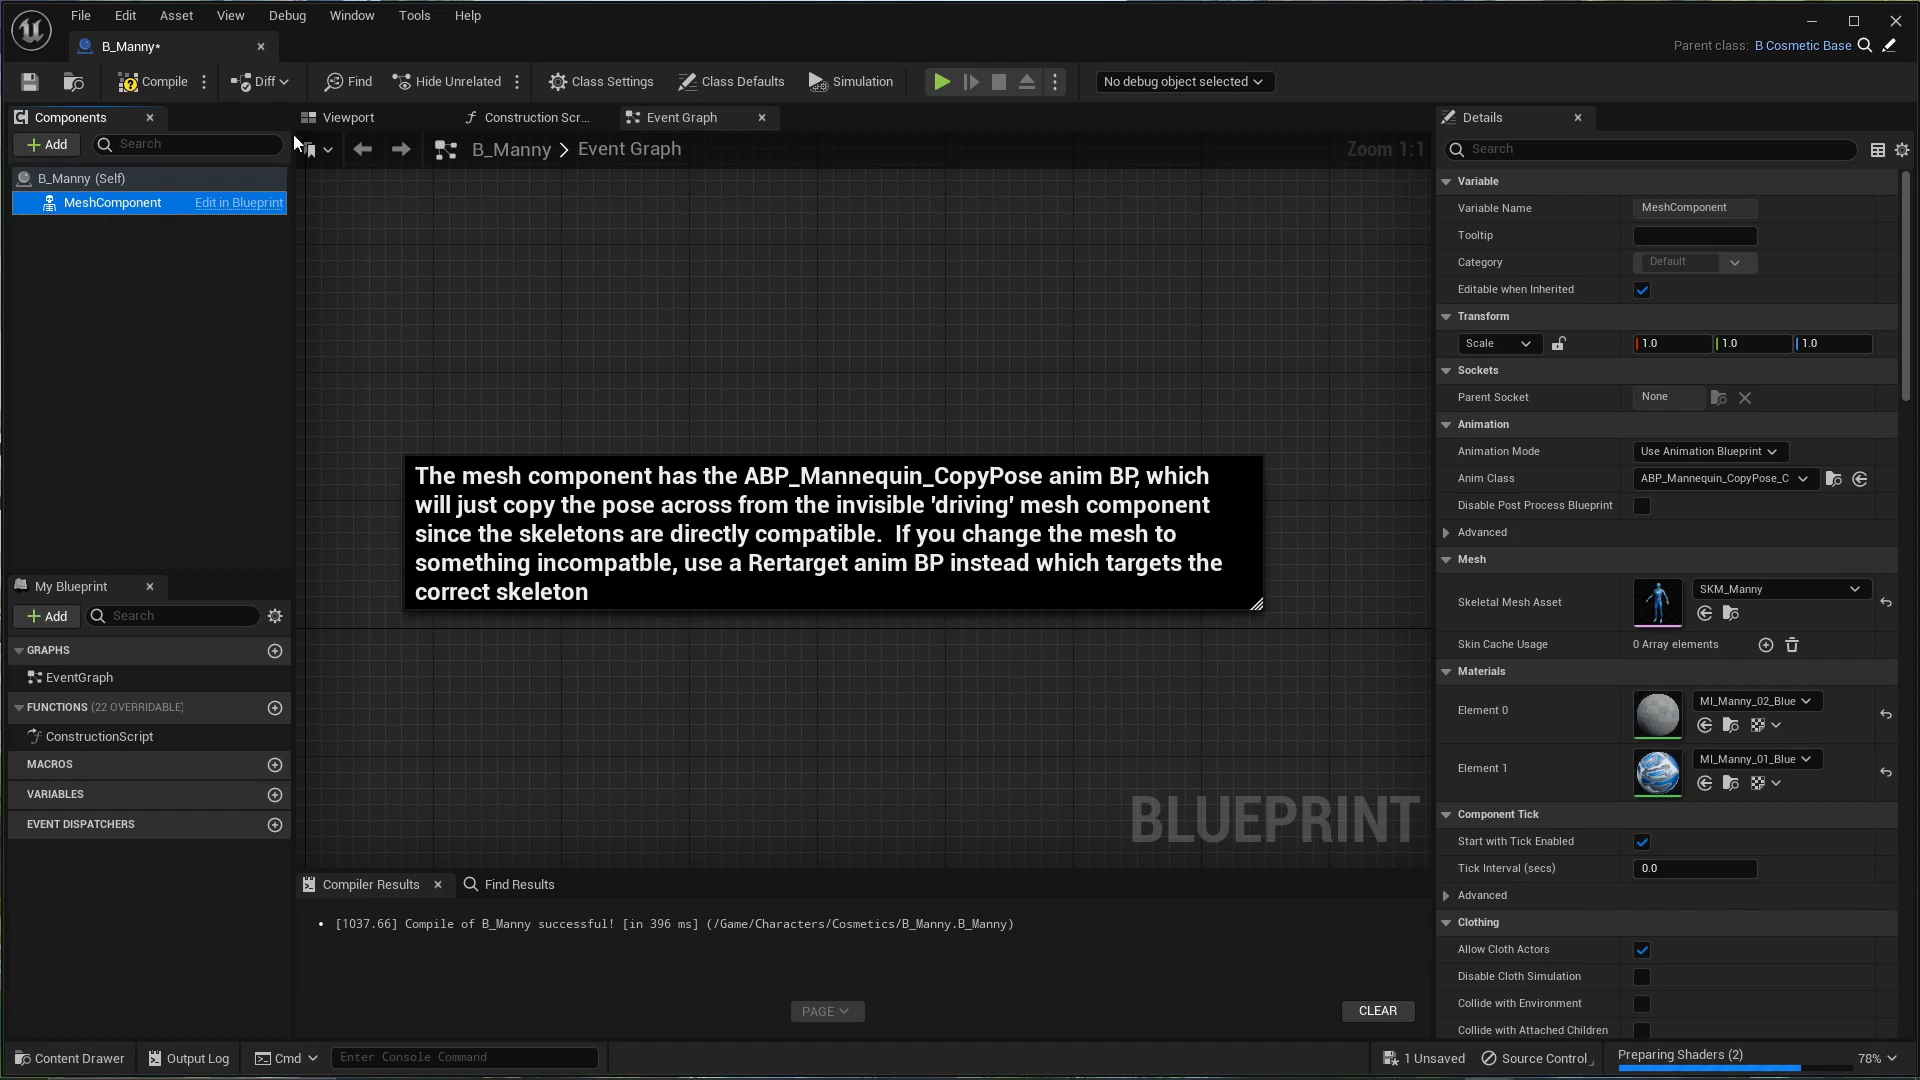 File Edit Asset View Debug Window Tools Help
B_Manny*
Parent class: B Cosmetic Base
Compile Diff Find Hide Unrelated Class Settings Class Defaults Simulation No debug object selected
Components
Add Search
B_Manny (Self)
MeshComponent Edit in Blueprint
My Blueprint
Add Search
GRAPHS
EventGraph
FUNCTIONS (22 OVERRIDABLE)
ConstructionScript
MACROS
VARIABLES
EVENT DISPATCHERS
Viewport Construction Scr... Event Graph
B_Manny > Event Graph Zoom 1:1
The mesh component has the ABP_Mannequin_CopyPose anim BP, which
will just copy the pose across from the invisible 'driving' mesh component
since the skeletons are directly compatible.  If you change the mesh to
something incompatble, use a Rertarget anim BP instead which targets the
correct skeleton
BLUEPRINT
Compiler Results Find Results
• [1037.66] Compile of B_Manny successful! [in 396 ms] (/Game/Characters/Cosmetics/B_Manny.B_Manny)
PAGE CLEAR
Details
Search
Variable
Variable Name MeshComponent
Tooltip
Category Default
Editable when Inherited
Transform
Scale 1.0 1.0 1.0
Sockets
Parent Socket None
Animation
Animation Mode Use Animation Blueprint
Anim Class ABP_Mannequin_CopyPose_C
Disable Post Process Blueprint
Advanced
Mesh
Skeletal Mesh Asset SKM_Manny
Skin Cache Usage 0 Array elements
Materials
Element 0 MI_Manny_02_Blue
Element 1 MI_Manny_01_Blue
Component Tick
Start with Tick Enabled
Tick Interval (secs) 0.0
Advanced
Clothing
Allow Cloth Actors
Disable Cloth Simulation
Collide with Environment
Collide with Attached Children
Content Drawer Output Log Cmd Enter Console Command 1 Unsaved Source Control Preparing Shaders (2) 78%